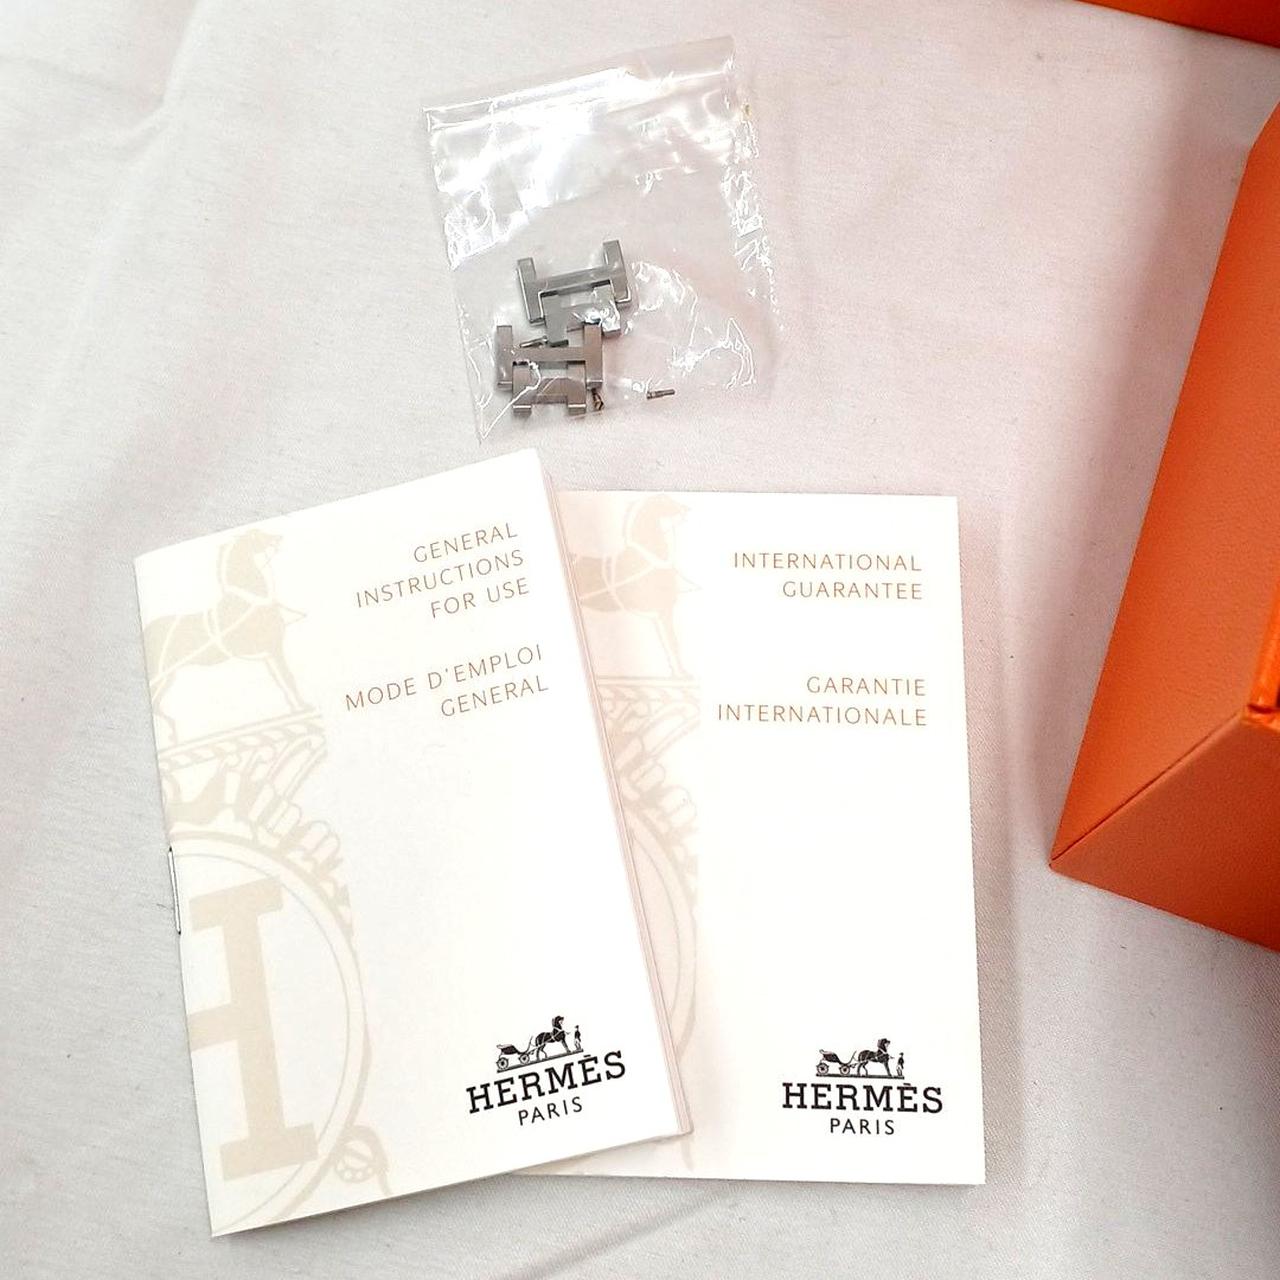 GENERAL
INSTRUCTIONS
FOR USE
MODE D'EMPLOI
GENERAL
HERMÈS
PARIS
INTERNATIONAL
GUARANTEE
GARANTIE
INTERNATIONALE
HERMÈS
PARIS